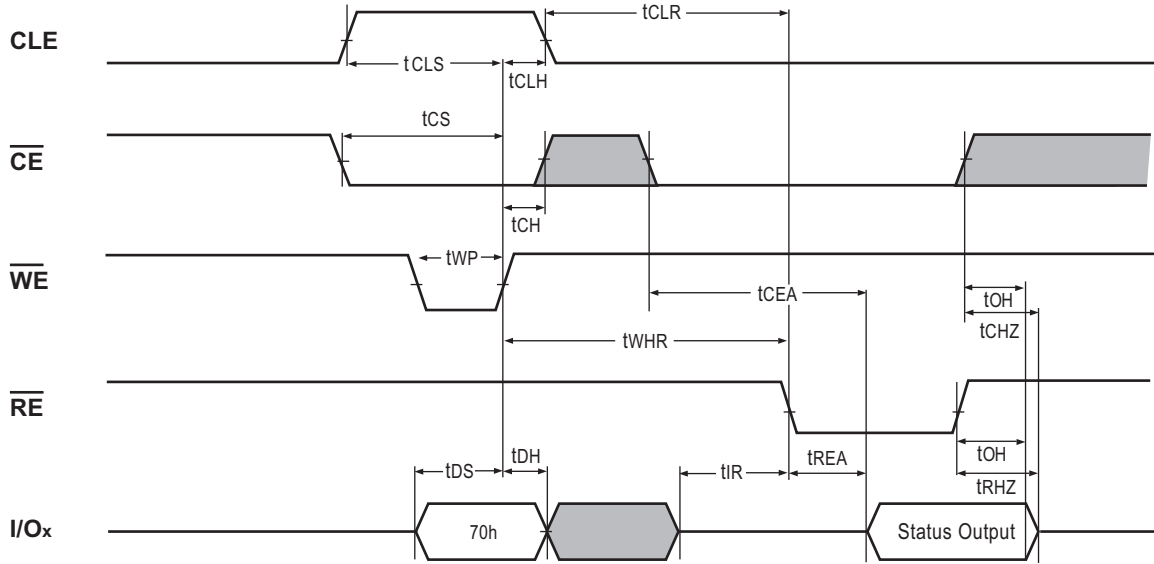 tCLR
CLE
tCLS
tCLH
tCS
CE
tCH
tWP
WE
tCEA
tOH
tCHZ
tWHR
RE
tDH
tOH
tDS
tIR
tREA
tRHZ
I/Ox
70h
Status Output